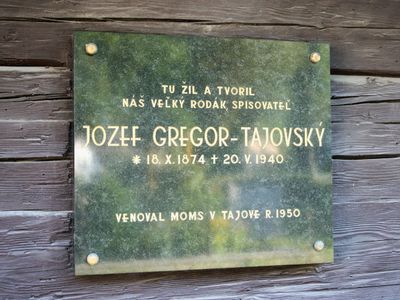 TU ŽIL A TVORIL
NÁŠ VEĽKÝ RODÁK, SPISOVATEĽ
JOZEF GREGOR-TAJOVSKÝ
* 18. X. 1874 + 20. V. 1940
VENOVAL MOMS V TAJOVE R. 1950